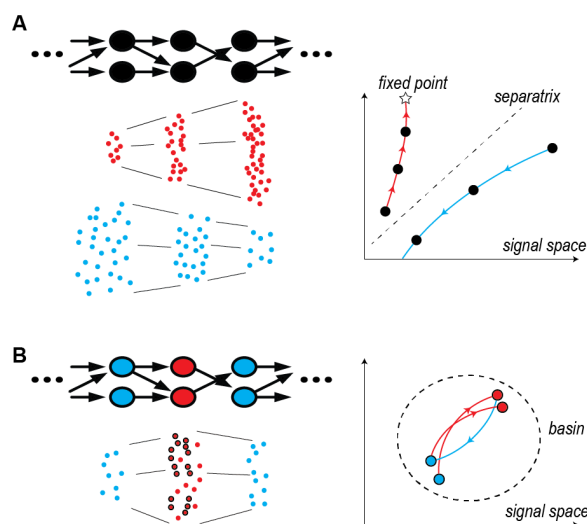 A
fixed point
separatrix
signal space
B
basin
signal space